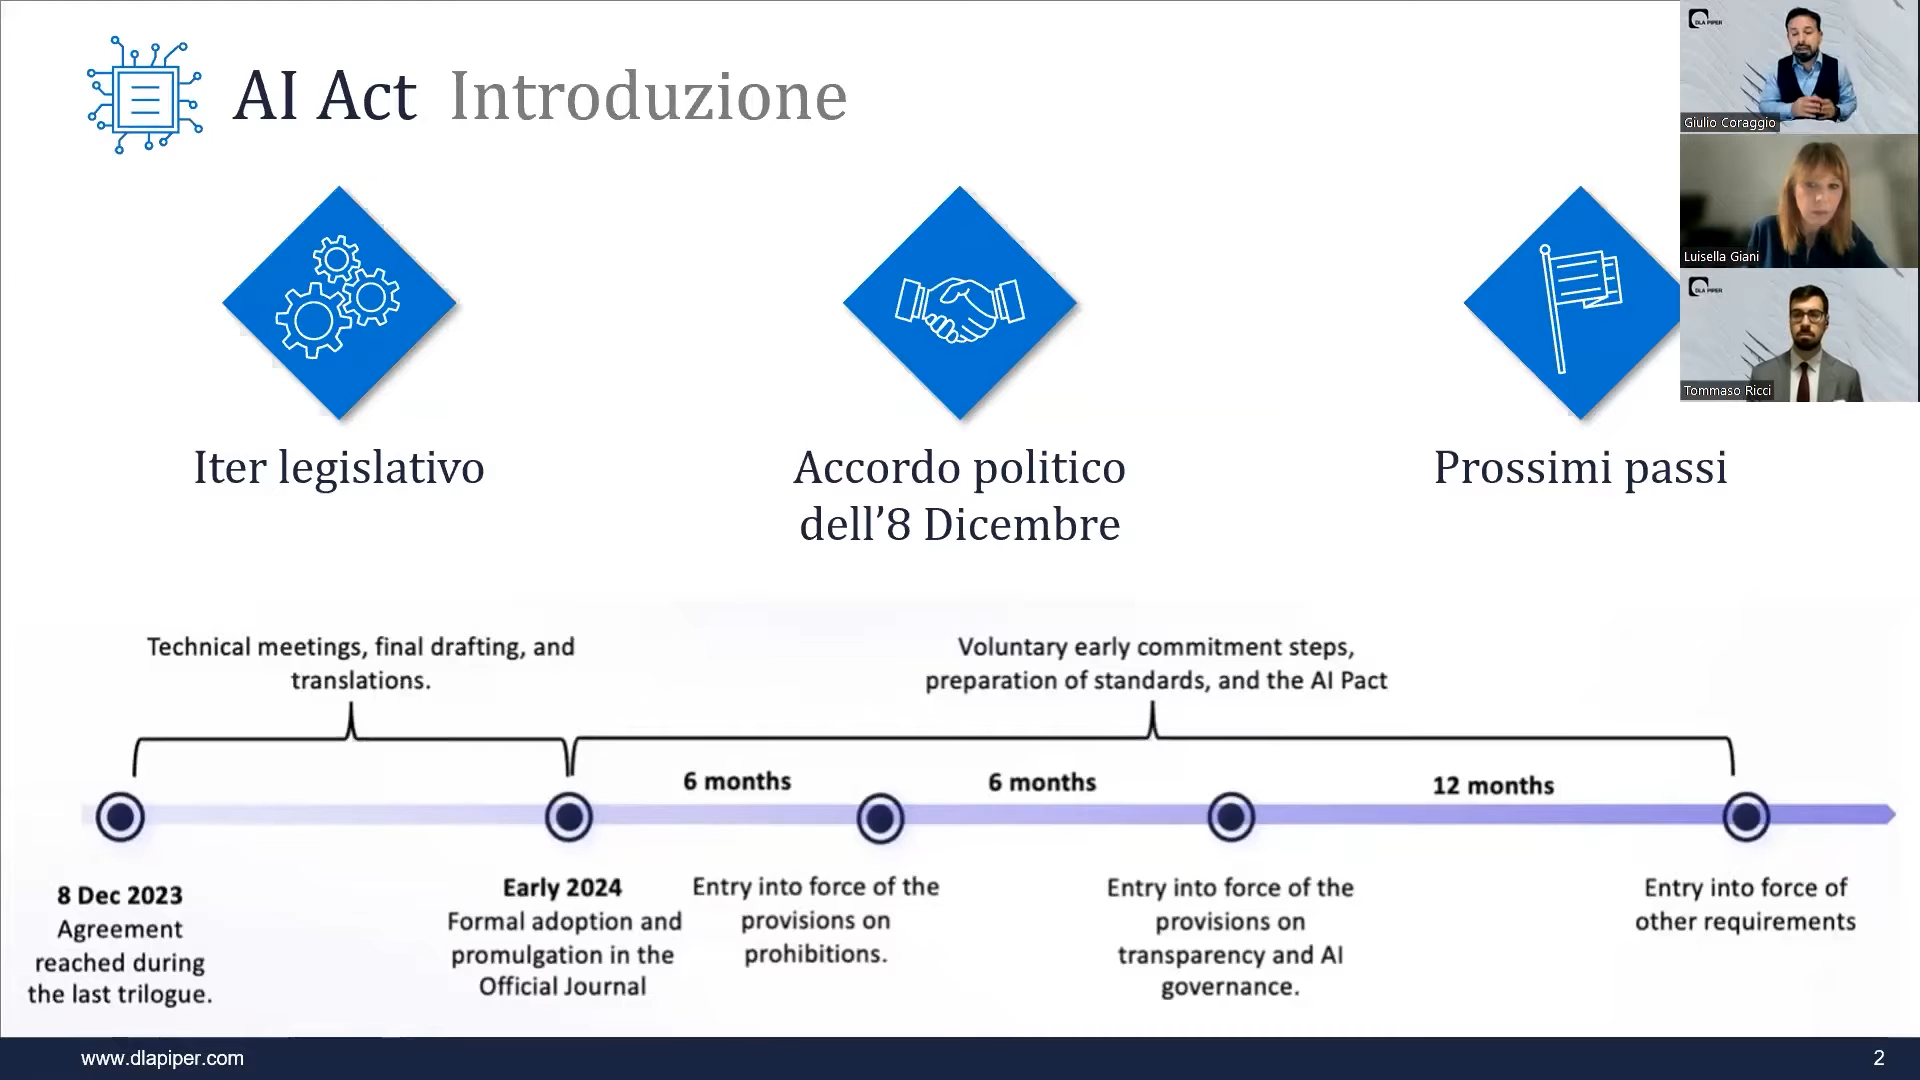 AI Act Introduzione
DLA PIPER
Giulio Coraggio
Luisella Giani
DLA PIPER
Tommaso Ricci
Iter legislativo
Accordo politico
dell’8 Dicembre
Prossimi passi
Technical meetings, final drafting, and
translations.
Voluntary early commitment steps,
preparation of standards, and the AI Pact
6 months
6 months
12 months
8 Dec 2023
Agreement
reached during
the last trilogue.
Early 2024
Formal adoption and
promulgation in the
Official Journal
Entry into force of the
provisions on
prohibitions.
Entry into force of the
provisions on
transparency and AI
governance.
Entry into force of
other requirements
www.dlapiper.com
2